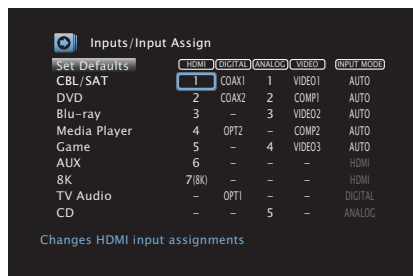 Inputs/Input Assign
Set Defaults HDMI DIGITAL ANALOG VIDEO INPUT MODE
CBL/SAT 1 COAX1 1 VIDEO1 AUTO
DVD 2 COAX2 2 COMP1 AUTO
Blu-ray 3 – 3 VIDEO2 AUTO
Media Player 4 OPT2 – COMP2 AUTO
Game 5 – 4 VIDEO3 AUTO
AUX 6 – – – HDMI
8K 7(8K) – – – HDMI
TV Audio – OPT1 – – DIGITAL
CD – – 5 – ANALOG
Changes HDMI input assignments